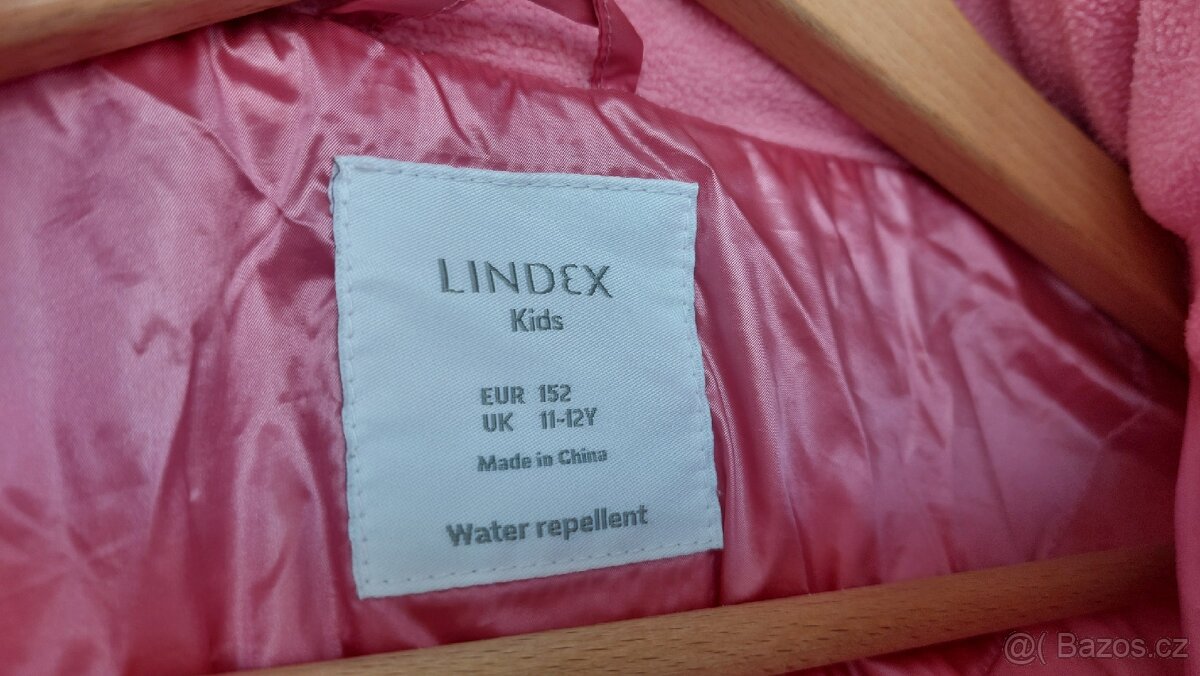 LINDEX
Kids
EUR 152
UK 11-12Y
Made in China
Water repellent
@( Bazos.cz